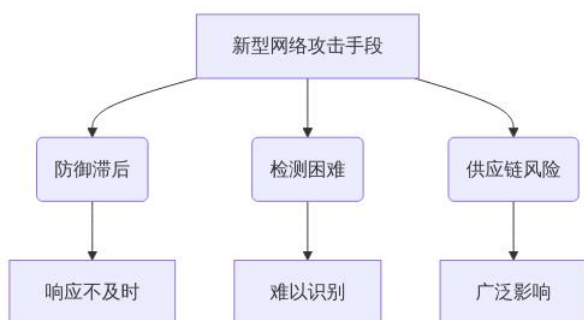 新型网络攻击手段
防御滞后
检测困难
供应链风险
响应不及时
难以识别
广泛影响